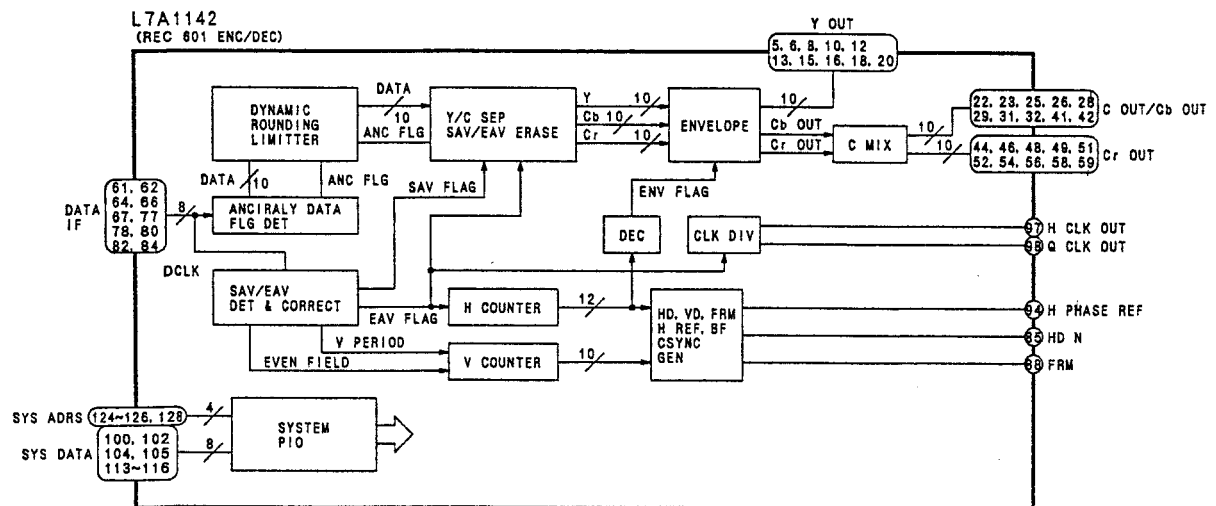 L7A1142
(REC 601 ENC/DEC)
Y OUT
5, 6, 8, 10, 12
13, 15, 16, 18, 20
DYNAMIC
ROUNDING
LIMITTER
DATA
10
ANC FLG
Y/C SEP
SAV/EAV ERASE
Y
10
Cb
10
Cr
10
ENVELOPE
10
Cb OUT
Cr OUT
C MIX
10
10
22, 23, 25, 26, 28
29, 31, 32, 41, 42
C OUT/Cb OUT
44, 46, 48, 49, 51
52, 54, 56, 58, 59
Cr OUT
DATA
10
ANC FLG
SAV FLAG
ENV FLAG
DATA
IF
61, 62
64, 66
67, 77
78, 80
82, 84
8
ANCIRALY DATA
FLG DET
DEC
CLK DIV
97
H CLK OUT
98
Q CLK OUT
DCLK
SAV/EAV
DET & CORRECT
EAV FLAG
H COUNTER
12
HD, VD, FRM
H REF, BF
CSYNC
GEN
94
H PHASE REF
85
HD N
88
FRM
V PERIOD
EVEN FIELD
V COUNTER
10
SYS ADRS
124~126, 128
4
SYS DATA
100, 102
104, 105
113~116
8
SYSTEM
PIO